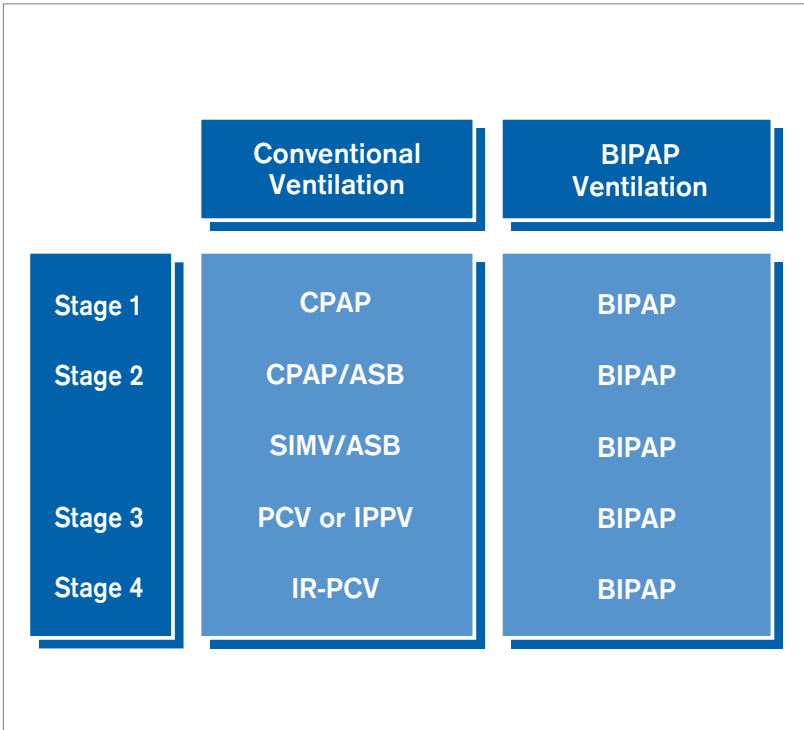 Conventional
Ventilation
BIPAP
Ventilation
Stage 1
CPAP
BIPAP
Stage 2
CPAP/ASB
BIPAP
SIMV/ASB
BIPAP
Stage 3
PCV or IPPV
BIPAP
Stage 4
IR-PCV
BIPAP